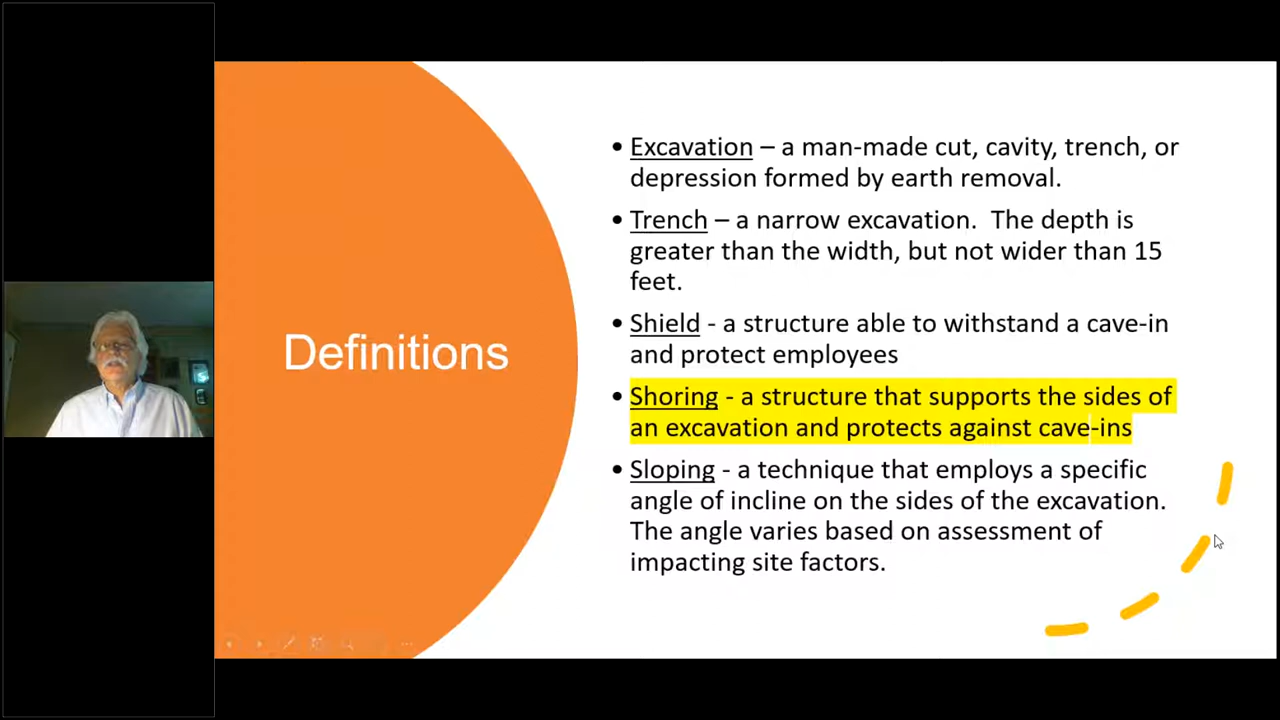 Definitions
• Excavation – a man-made cut, cavity, trench, or
depression formed by earth removal.
• Trench – a narrow excavation.  The depth is
greater than the width, but not wider than 15
feet.
• Shield - a structure able to withstand a cave-in
and protect employees
• Shoring - a structure that supports the sides of
an excavation and protects against cave-ins
• Sloping - a technique that employs a specific
angle of incline on the sides of the excavation.
The angle varies based on assessment of
impacting site factors.